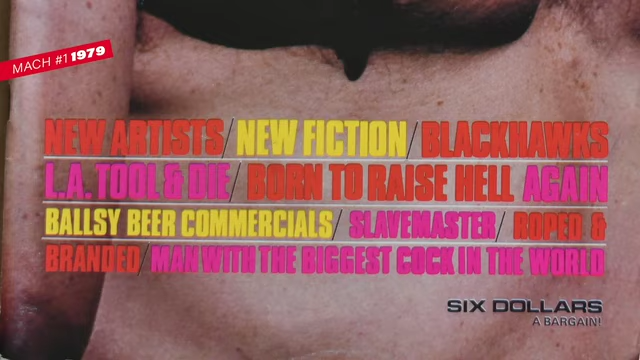 MACH #1 1979
NEW ARTISTS/NEW FICTION/BLACKHAWKS
L.A. TOOL & DIE/BORN TO RAISE HELL AGAIN
BALLSY BEER COMMERCIALS/SLAVEMASTER/ROPED &
BRANDED/MAN WITH THE BIGGEST COCK IN THE WORLD
SIX DOLLARS
A BARGAIN!